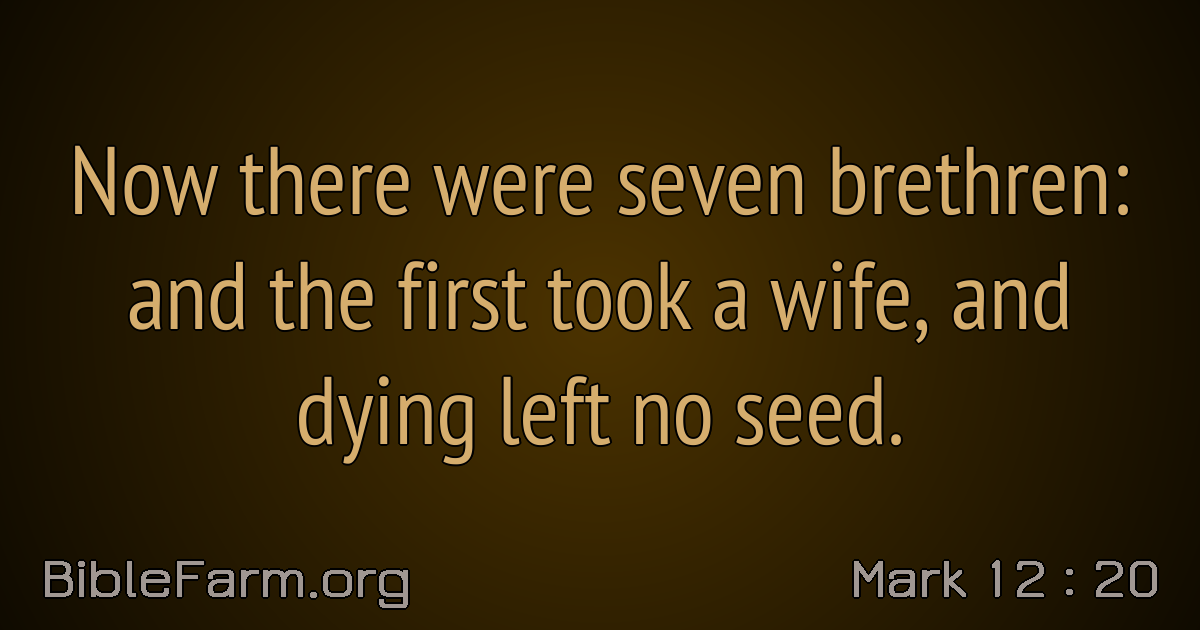 Now there were seven brethren:
and the first took a wife, and
dying left no seed.
BibleFarm.org
Mark 12 : 20